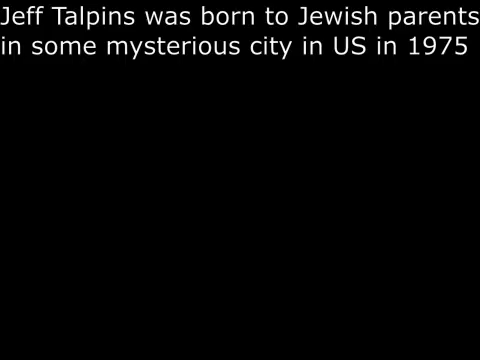 Jeff Talpins was born to Jewish parents
in some mysterious city in US in 1975